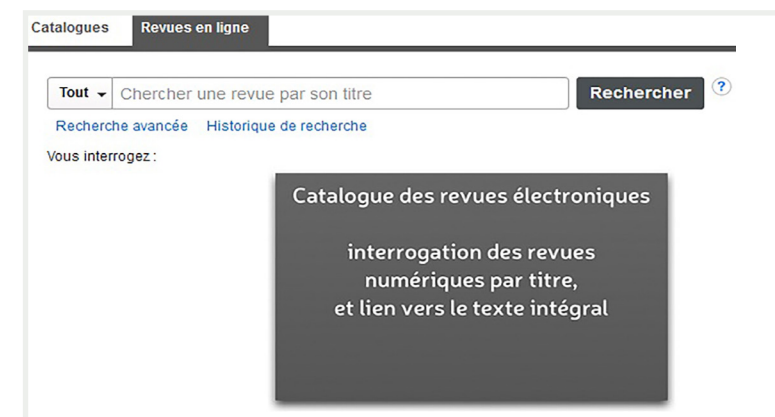 Catalogues Revues en ligne
Tout Chercher une revue par son titre Rechercher ?
Recherche avancée Historique de recherche
Vous interrogez :
Catalogue des revues électroniques
interrogation des revues
numériques par titre,
et lien vers le texte intégral